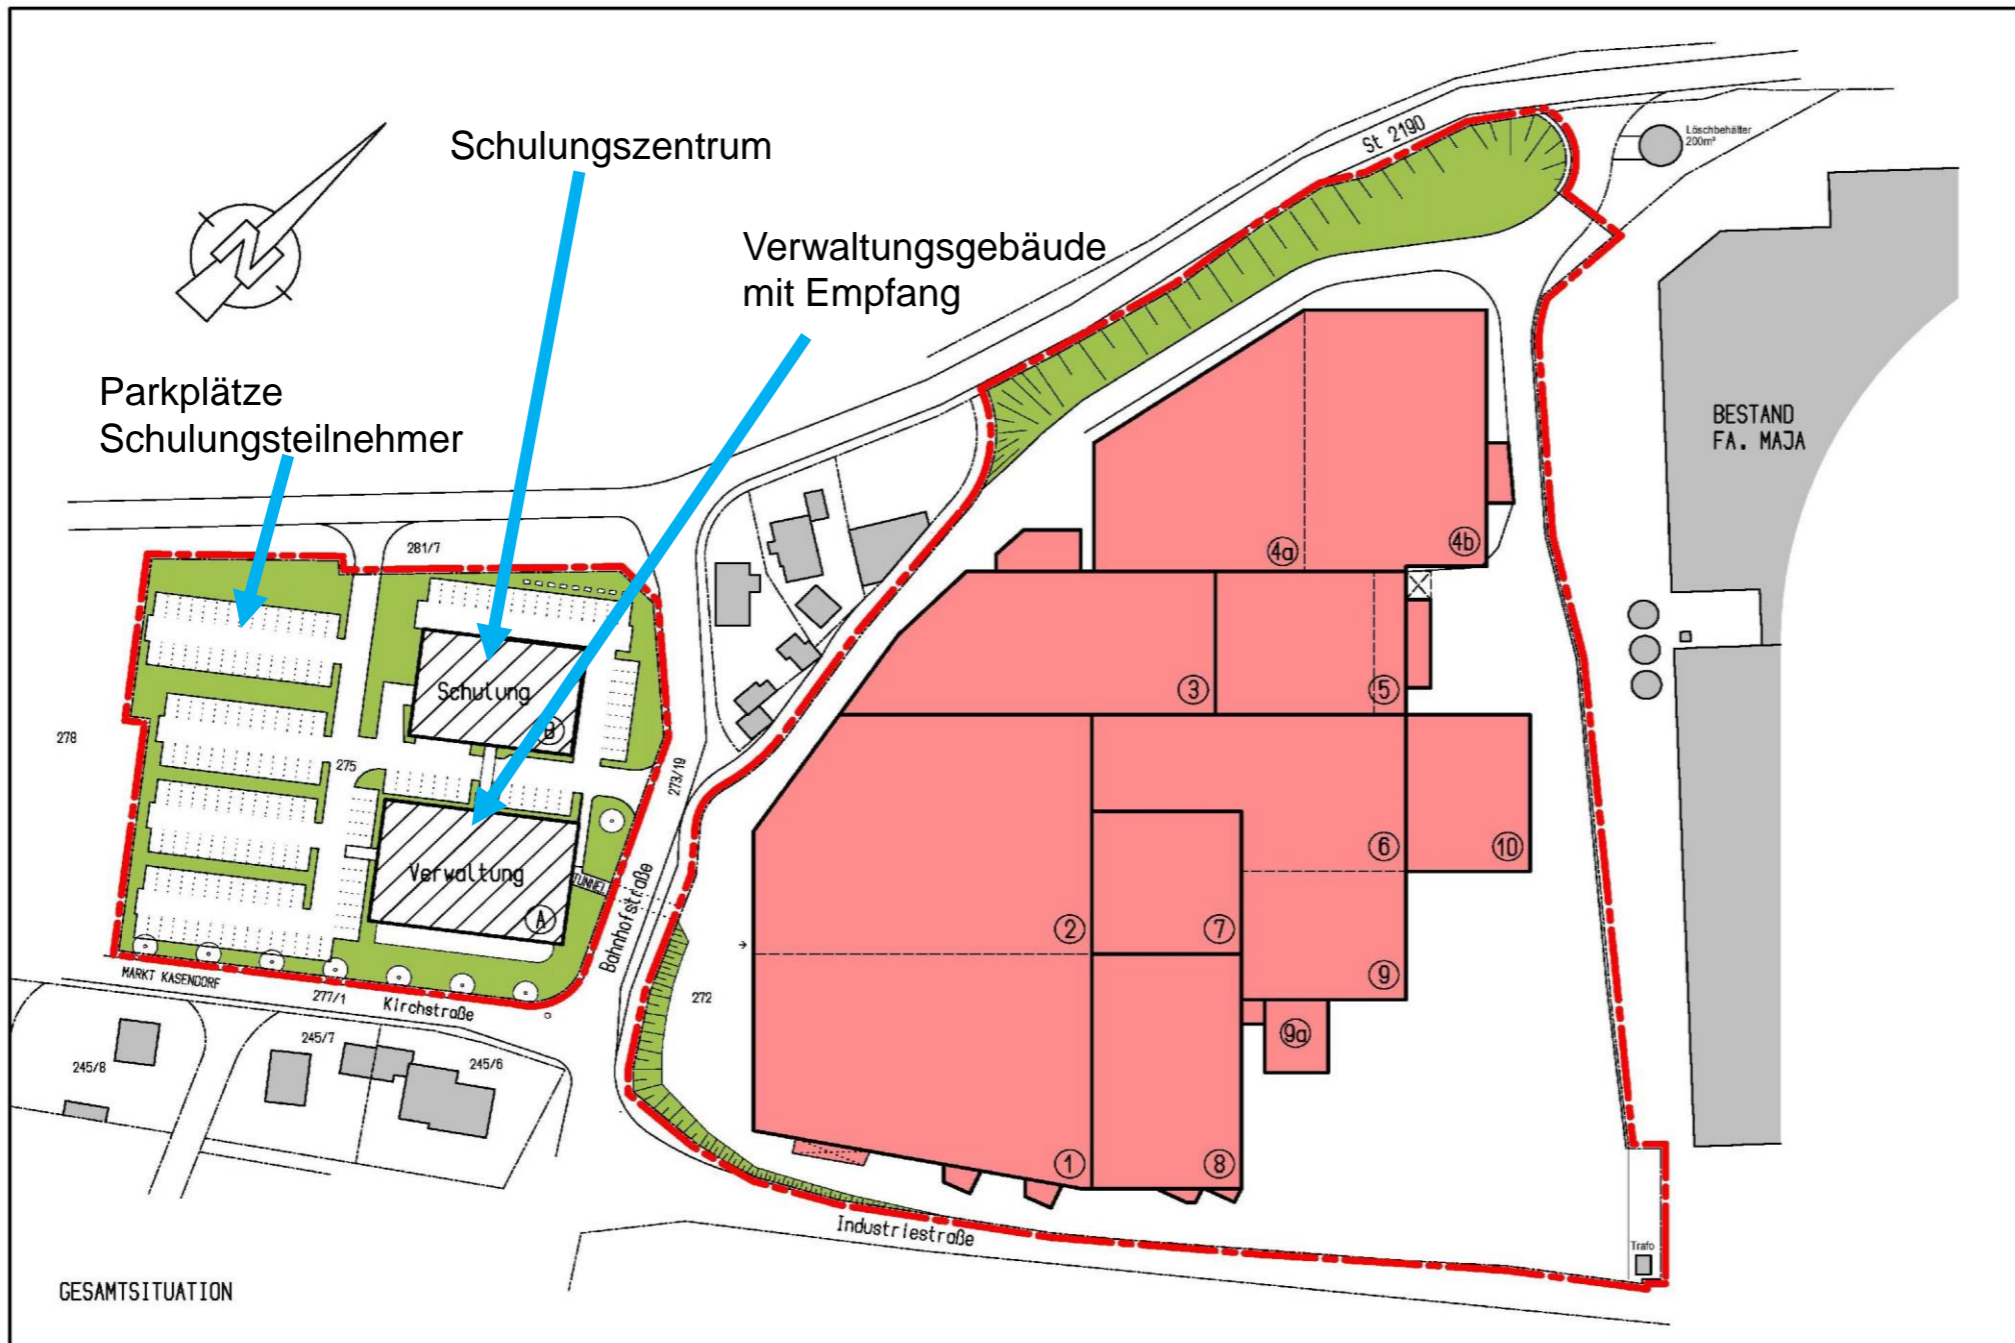 St 2190
Löschbehälter
200m³
Schulungszentrum
Verwaltungsgebäude
mit Empfang
N
Parkplätze
Schulungsteilnehmer
BESTAND
FA. MAJA
281/7
4a
4b
Schulung
B
3
5
278
275
273/19
6
10
Verwaltung
A
TUNNEL
Bahnhofstraße
2
7
9
272
MARKT KASENDORF
277/1
Kirchstraße
9a
245/7
245/8
245/6
1
8
Industriestraße
Trafo
GESAMTSITUATION